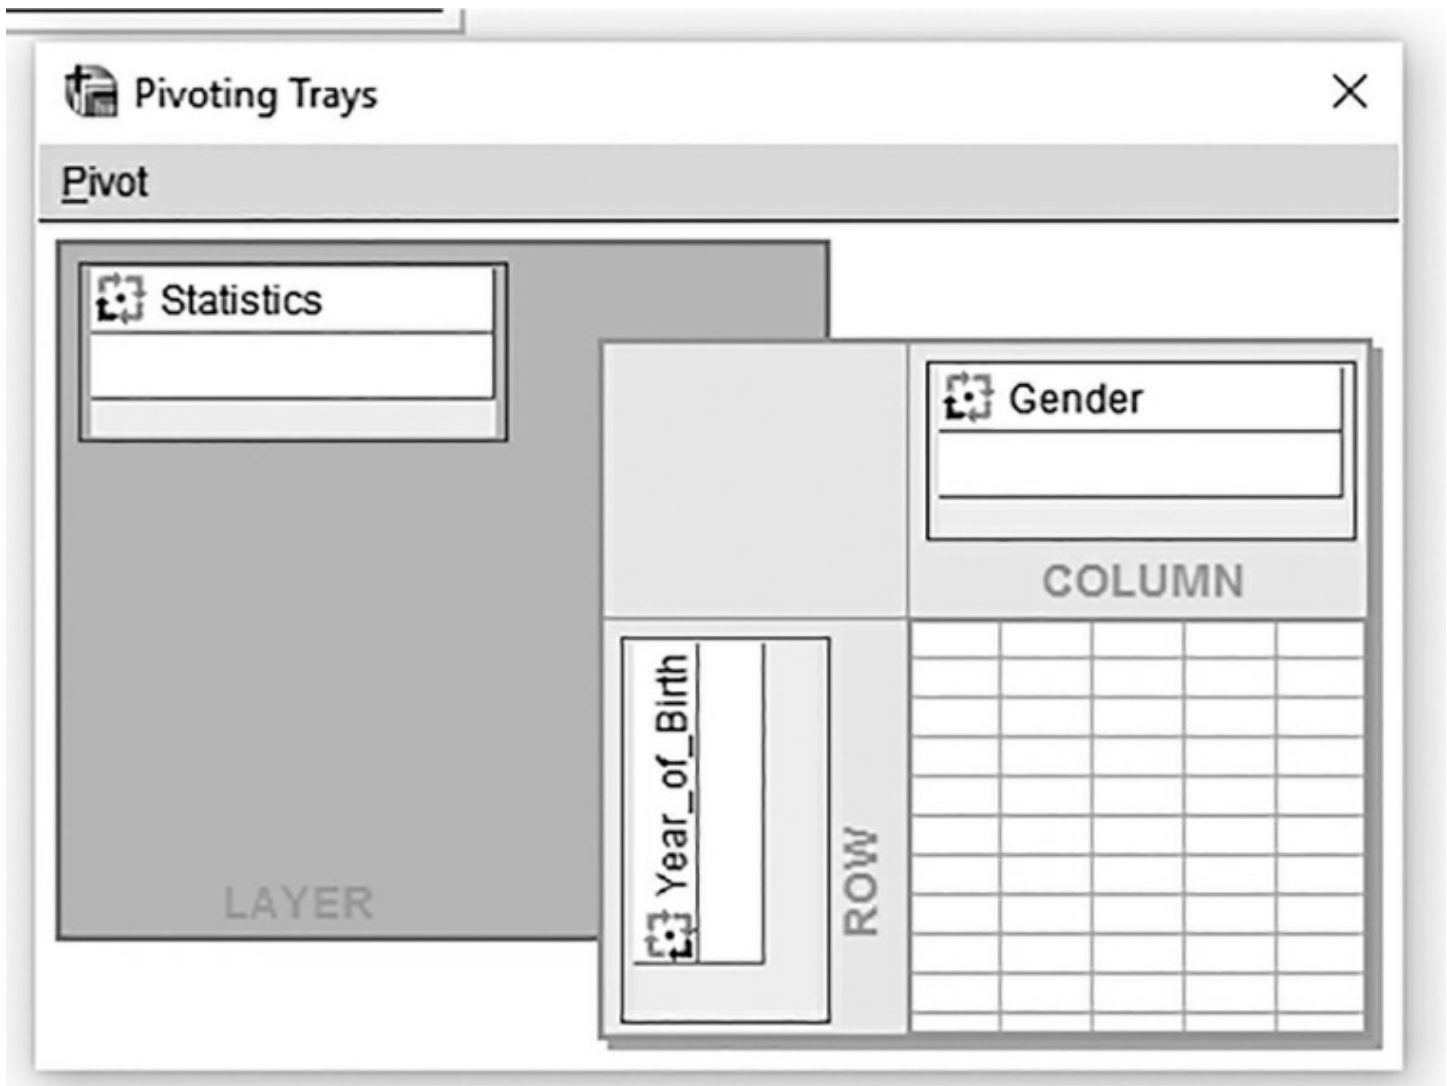 Pivoting Trays
Pivot
Statistics
Gender
COLUMN
Year_of_Birth
ROW
LAYER